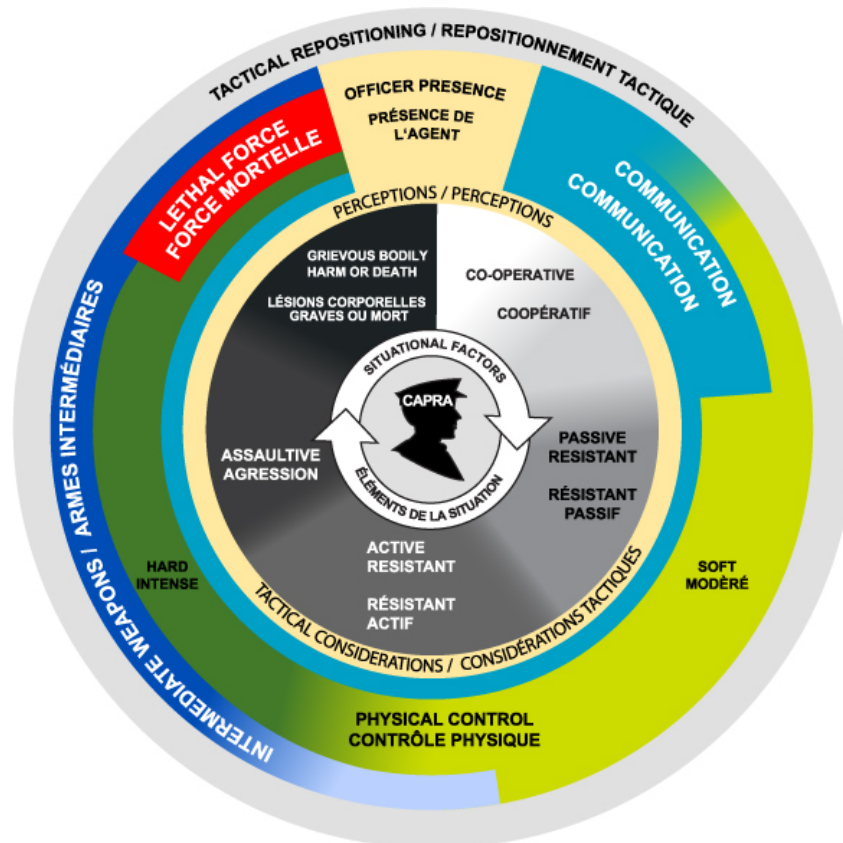 TACTICAL REPOSITIONING / REPOSITIONNEMENT TACTIQUE
OFFICER PRESENCE
PRÉSENCE DE
L'AGENT
LETHAL FORCE
FORCE MORTELLE
COMMUNICATION
COMMUNICATION
PERCEPTIONS / PERCEPTIONS
GRIEVOUS BODILY
HARM OR DEATH
LÉSIONS CORPORELLES
GRAVES OU MORT
CO-OPERATIVE
COOPÉRATIF
SITUATIONAL FACTORS
CAPRA
ÉLÉMENTS DE LA SITUATION
ASSAULTIVE
AGRESSION
PASSIVE
RESISTANT
RÉSISTANT
PASSIF
ACTIVE
RESISTANT
RÉSISTANT
ACTIF
TACTICAL CONSIDERATIONS / CONSIDÉRATIONS TACTIQUES
HARD
INTENSE
SOFT
MODÈRÉ
INTERMEDIATE WEAPONS / ARMES INTERMÉDIAIRES
PHYSICAL CONTROL
CONTRÔLE PHYSIQUE